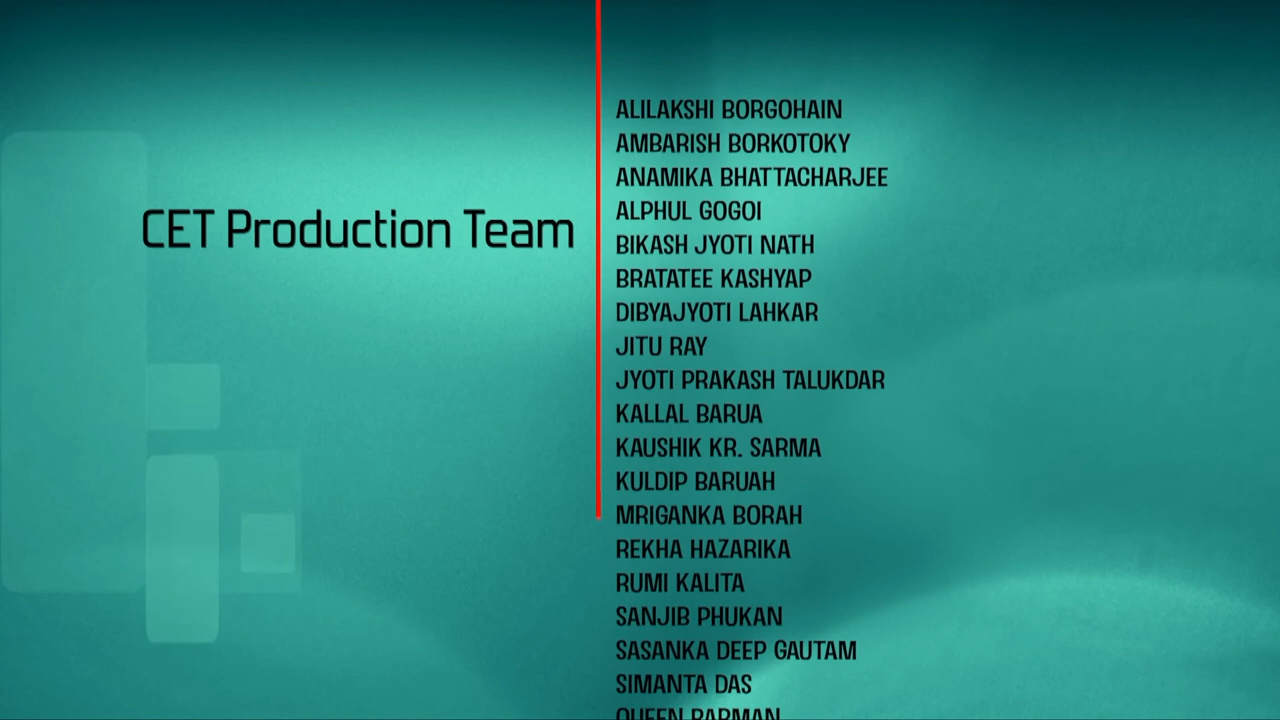 CET Production Team
ALILAKSHI BORGOHAIN
AMBARISH BORKOTOKY
ANAMIKA BHATTACHARJEE
ALPHUL GOGOI
BIKASH JYOTI NATH
BRATATEE KASHYAP
DIBYAJYOTI LAHKAR
JITU RAY
JYOTI PRAKASH TALUKDAR
KALLAL BARUA
KAUSHIK KR. SARMA
KULDIP BARUAH
MRIGANKA BORAH
REKHA HAZARIKA
RUMI KALITA
SANJIB PHUKAN
SASANKA DEEP GAUTAM
SIMANTA DAS
QUEEN BARMAN